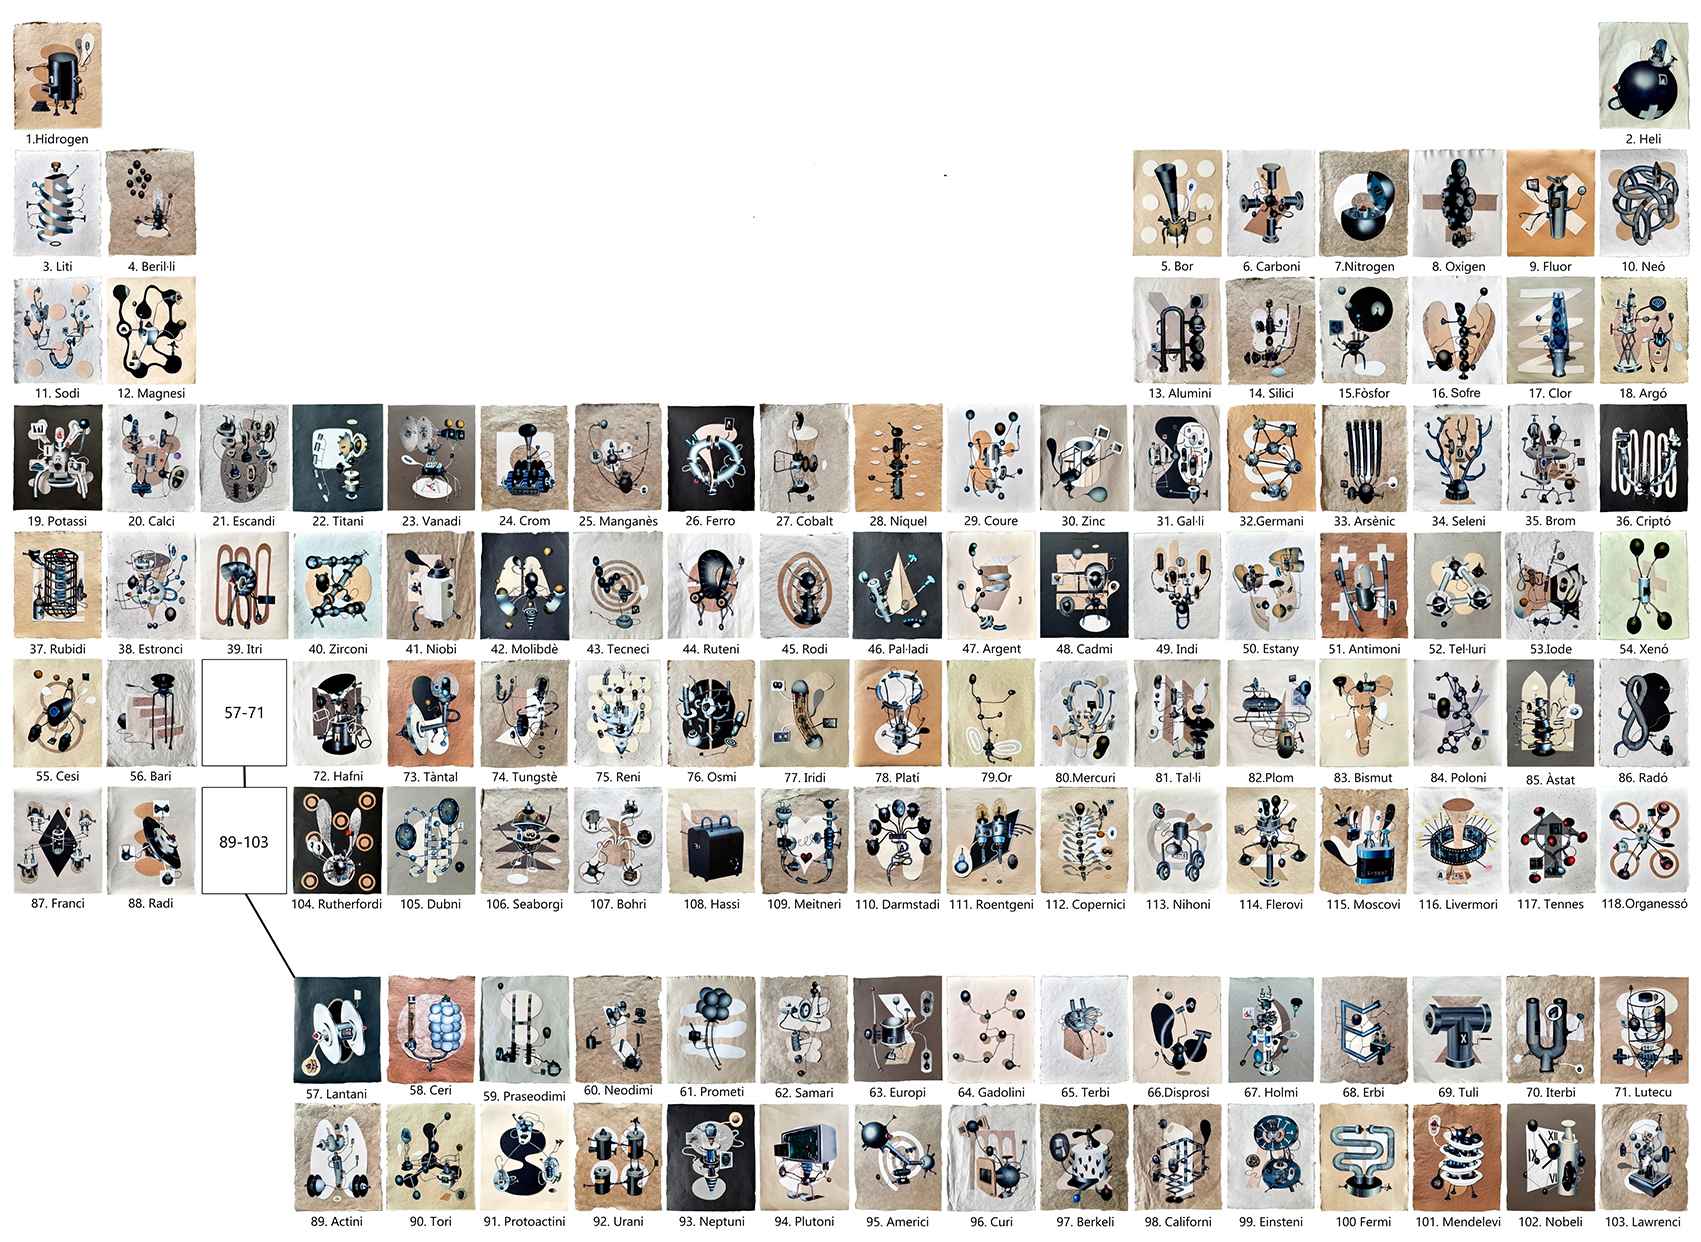 1.Hidrogen
2. Heli
3. Liti
4. Beril·li
5. Bor
6. Carboni
7.Nitrogen
8. Oxigen
9. Fluor
10. Neó
11. Sodi
12. Magnesi
13. Alumini
14. Silici
15.Fòsfor
16. Sofre
17. Clor
18. Argó
19. Potassi
20. Calci
21. Escandi
22. Titani
23. Vanadi
24. Crom
25. Manganès
26. Ferro
27. Cobalt
28. Níquel
29. Coure
30. Zinc
31. Gal·li
32.Germani
33. Arsènic
34. Seleni
35. Brom
36. Criptó
37. Rubidi
38. Estronci
39. Itri
40. Zirconi
41. Niobi
42. Molibdè
43. Tecneci
44. Ruteni
45. Rodi
46. Pal·ladi
47. Argent
48. Cadmi
49. Indi
50. Estany
51. Antimoni
52. Tel·luri
53.Iode
54. Xenó
57-71
55. Cesi
56. Bari
72. Hafni
73. Tàntal
74. Tungstè
75. Reni
76. Osmi
77. Iridi
78. Platí
79.Or
80.Mercuri
81. Tal·li
82.Plom
83. Bismut
84. Poloni
85. Àstat
86. Radó
89-103
87. Franci
88. Radi
104. Rutherfordi
105. Dubni
106. Seaborgi
107. Bohri
108. Hassi
109. Meitneri
110. Darmstadi
111. Roentgeni
112. Copernici
113. Nihoni
114. Flerovi
115. Moscovi
116. Livermori
117. Tennes
118.Organessó
57. Lantani
58. Ceri
59. Praseodimi
60. Neodimi
61. Prometi
62. Samari
63. Europi
64. Gadolini
65. Terbi
66.Disprosi
67. Holmi
68. Erbi
69. Tuli
70. Iterbi
71. Lutecu
XII
IX
VI
89. Actini
90. Tori
91. Protoactini
92. Urani
93. Neptuni
94. Plutoni
95. Americi
96. Curi
97. Berkeli
98. Californi
99. Einsteni
100 Fermi
101. Mendelevi
102. Nobeli
103. Lawrenci